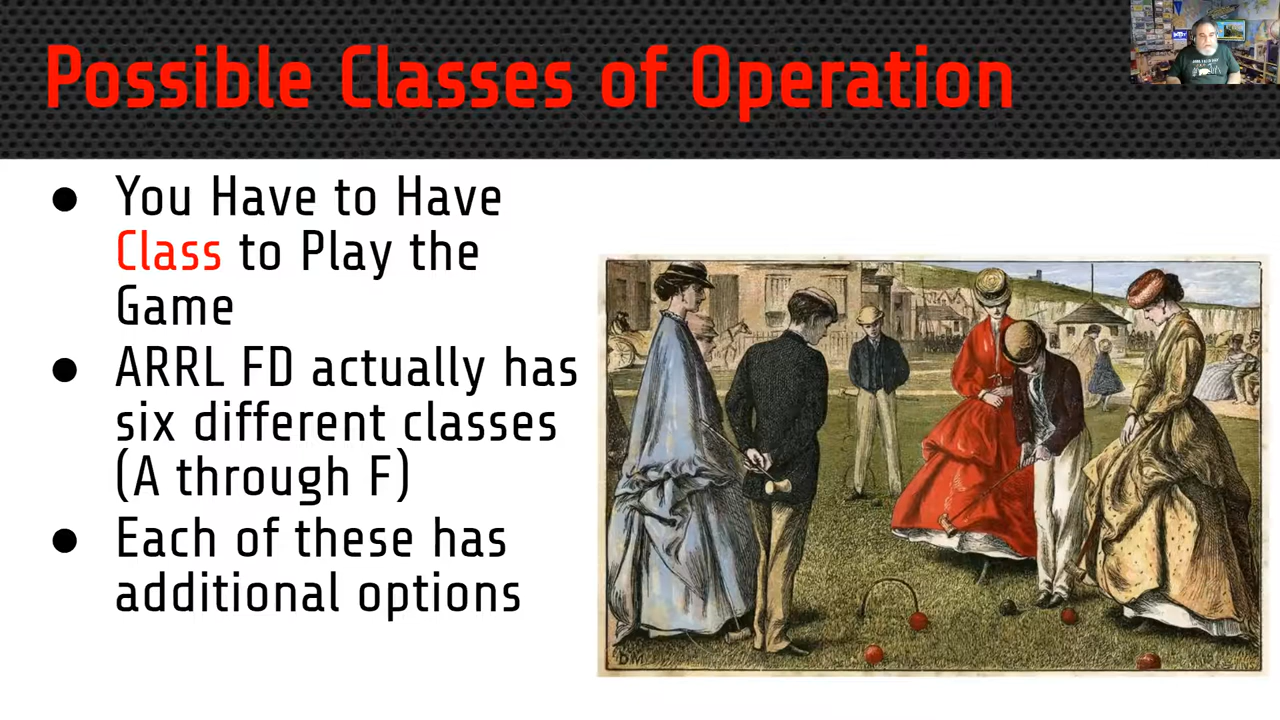 Possible Classes of Operation
● You Have to Have
Class to Play the
Game
● ARRL FD actually has
six different classes
(A through F)
● Each of these has
additional options